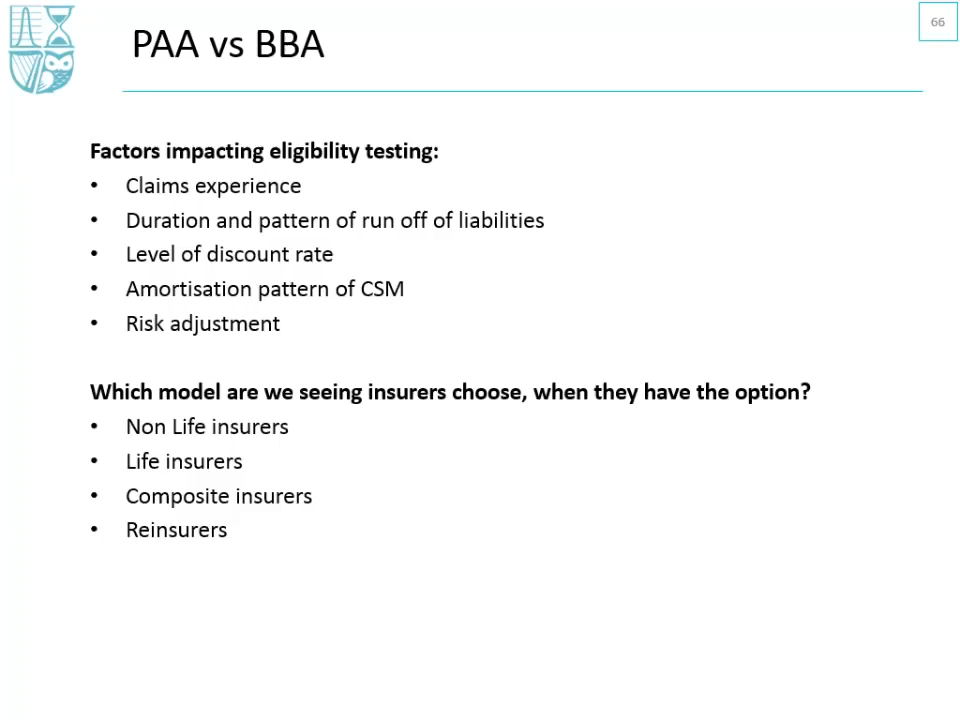 66
PAA vs BBA
Factors impacting eligibility testing:
• Claims experience
• Duration and pattern of run off of liabilities
• Level of discount rate
• Amortisation pattern of CSM
• Risk adjustment
Which model are we seeing insurers choose, when they have the option?
• Non Life insurers
• Life insurers
• Composite insurers
• Reinsurers